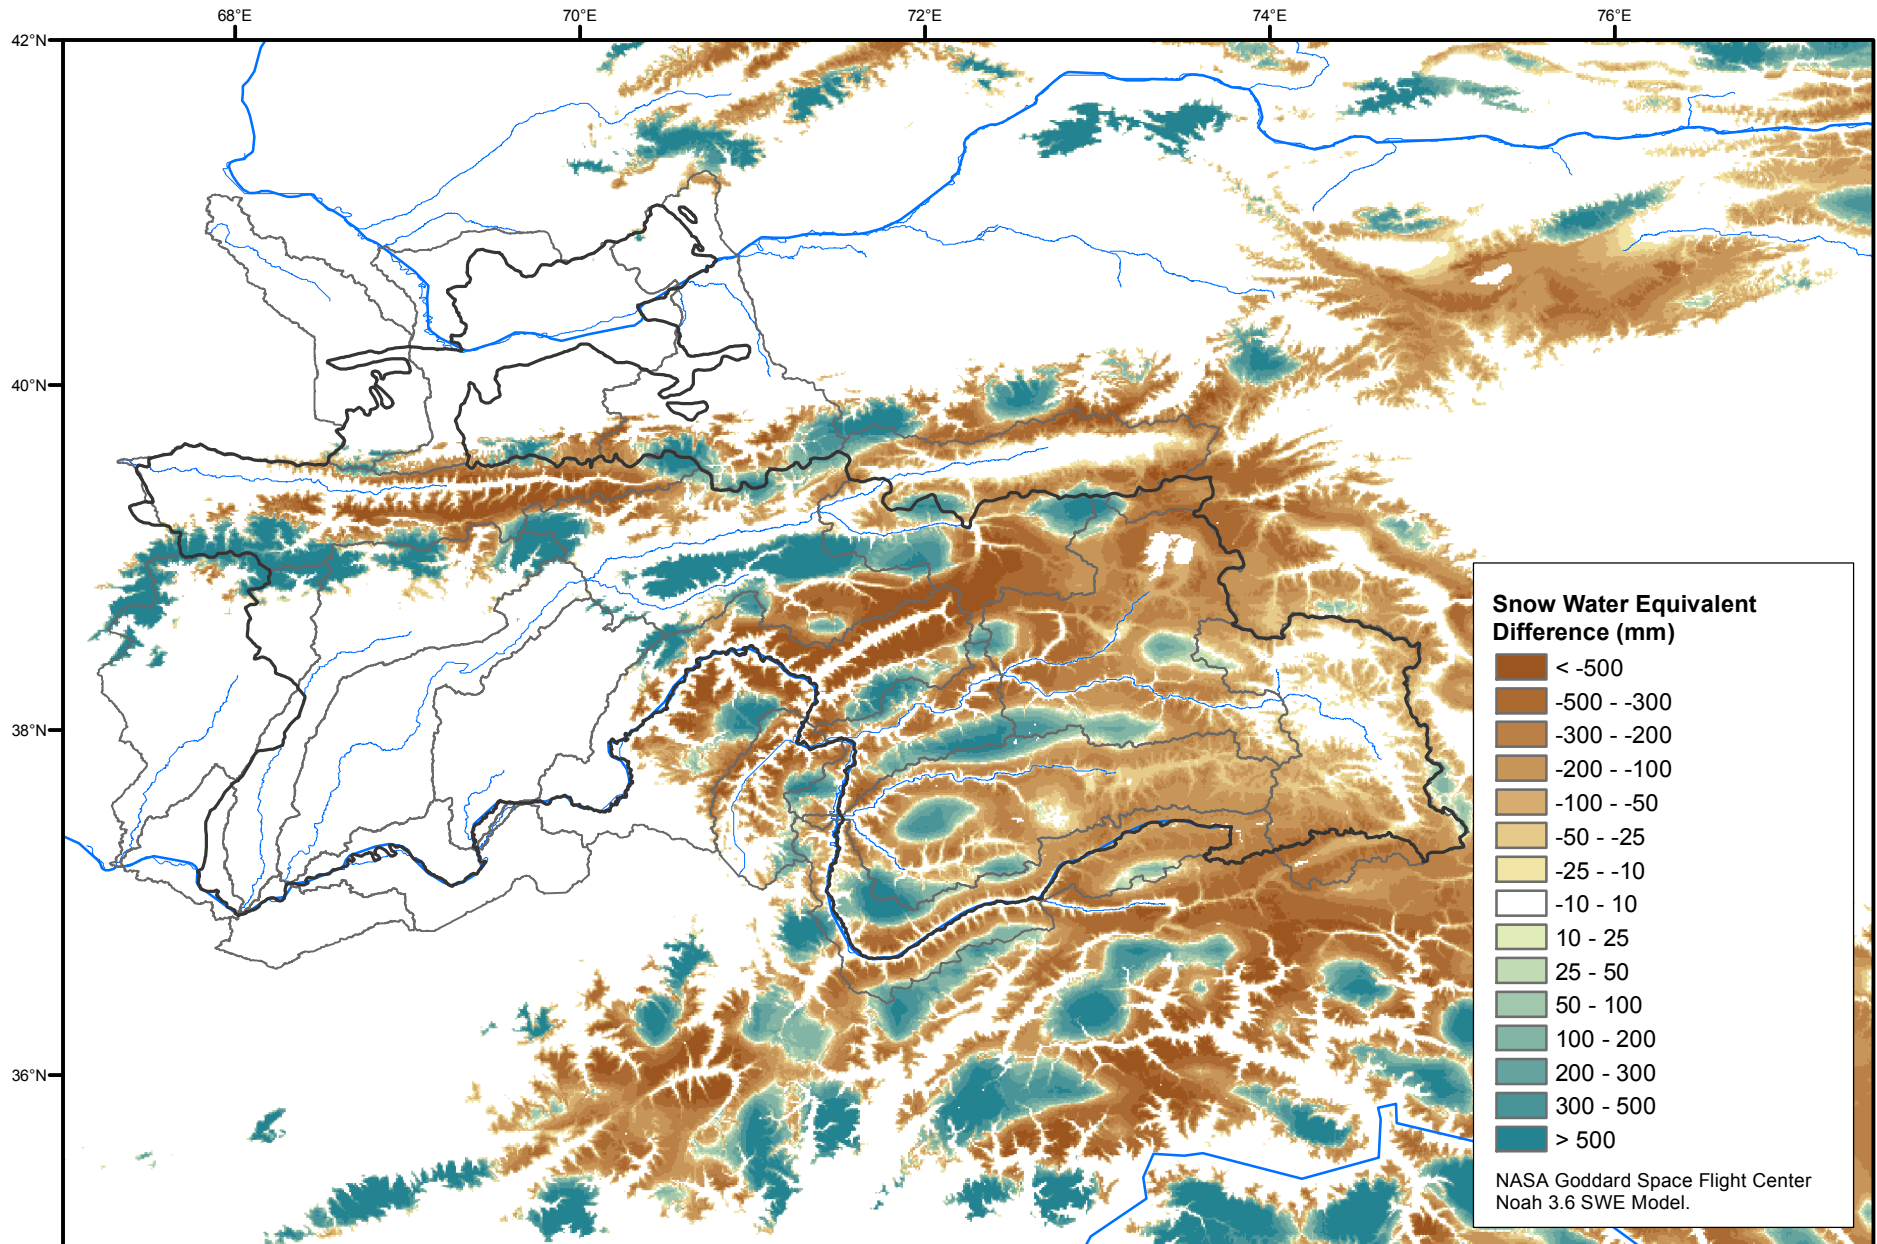 68°E 70°E 72°E 74°E 76°E
42°N
40°N
38°N
36°N
Snow Water Equivalent
Difference (mm)
< -500
-500 - -300
-300 - -200
-200 - -100
-100 - -50
-50 - -25
-25 - -10
-10 - 10
10 - 25
25 - 50
50 - 100
100 - 200
200 - 300
300 - 500
> 500
NASA Goddard Space Flight Center
Noah 3.6 SWE Model.